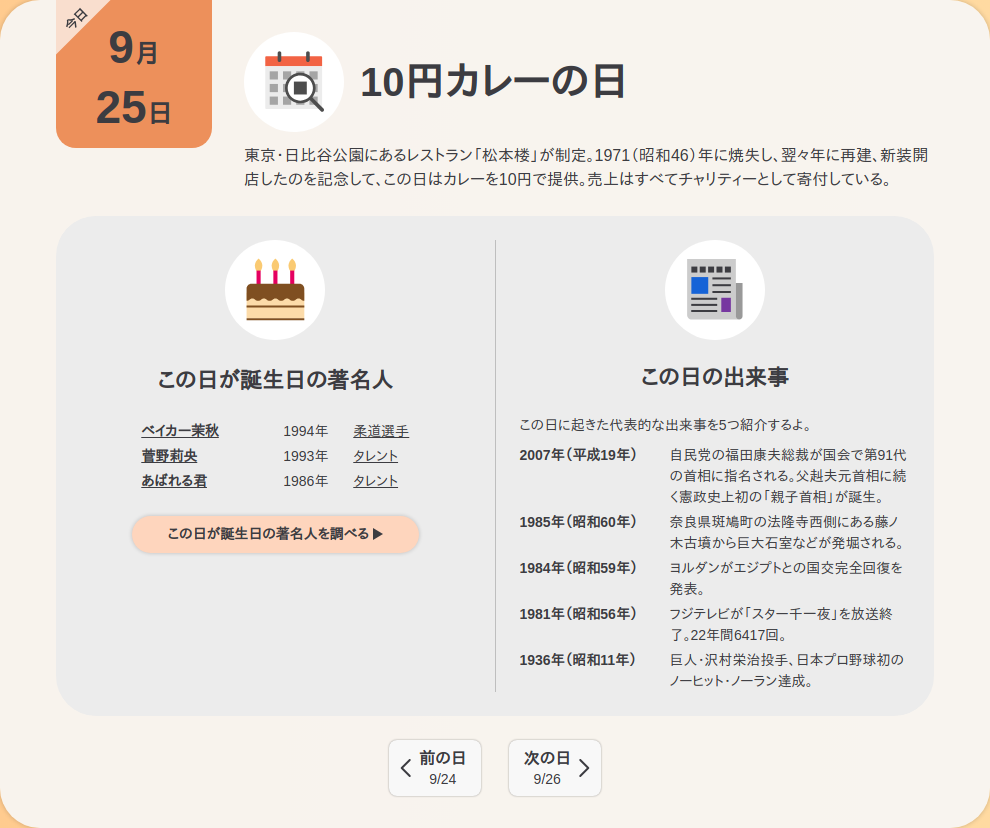 今日
9月
25日
10円カレーの日
東京・日比谷公園にあるレストラン「松本楼」が制定。1971（昭和46）年に焼失し、翌々年に再建、新装開
店したのを記念して、この日はカレーを10円で提供。売上はすべてチャリティーとして寄付している。
この日が誕生日の著名人
ベイカー茉秋 1994年 柔道選手
菅野莉央 1993年 タレント
あばれる君 1986年 タレント
この日が誕生日の著名人を調べる▶
この日の出来事
この日に起きた代表的な出来事を5つ紹介するよ。
2007年（平成19年） 自民党の福田康夫総裁が国会で第91代
の首相に指名される。父赳夫元首相に続
く憲政史上初の「親子首相」が誕生。
1985年（昭和60年） 奈良県斑鳩町の法隆寺西側にある藤ノ
木古墳から巨大石室などが発掘される。
1984年（昭和59年） ヨルダンがエジプトとの国交完全回復を
発表。
1981年（昭和56年） フジテレビが「スター千一夜」を放送終
了。22年間6417回。
1936年（昭和11年） 巨人・沢村栄治投手、日本プロ野球初の
ノーヒット・ノーラン達成。
前の日
9/24
次の日
9/26